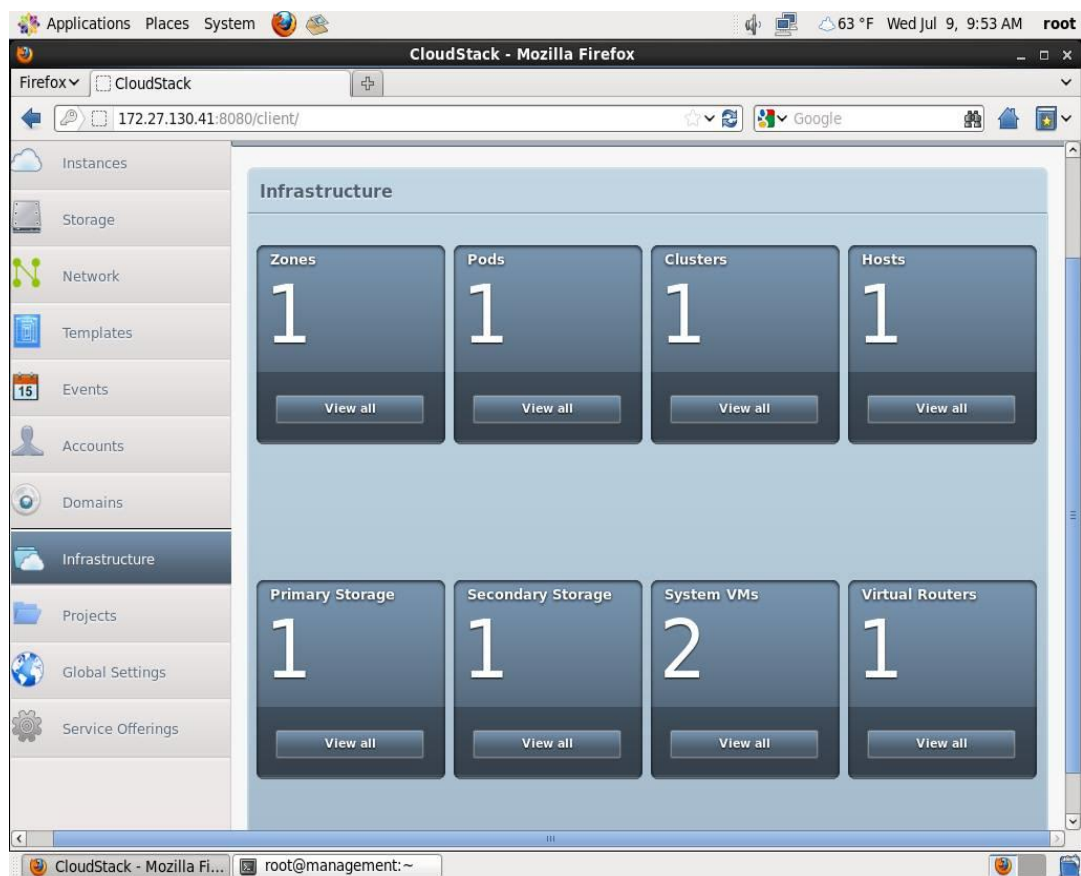 Applications Places System 63 °F Wed Jul 9, 9:53 AM root
CloudStack - Mozilla Firefox
Firefox CloudStack
172.27.130.41:8080/client/ Google
Instances
Storage
Network
Templates
15 Events
Accounts
Domains
Infrastructure
Projects
Global Settings
Service Offerings
Infrastructure
Zones Pods Clusters Hosts
1 1 1 1
View all View all View all View all
Primary Storage Secondary Storage System VMs Virtual Routers
1 1 2 1
View all View all View all View all
CloudStack - Mozilla Fi... root@management:~